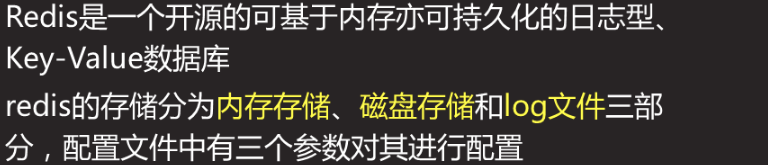 Redis是一个开源的可基于内存亦可持久化的日志型、
Key-Value数据库
redis的存储分为内存存储、磁盘存储和log文件三部
分，配置文件中有三个参数对其进行配置